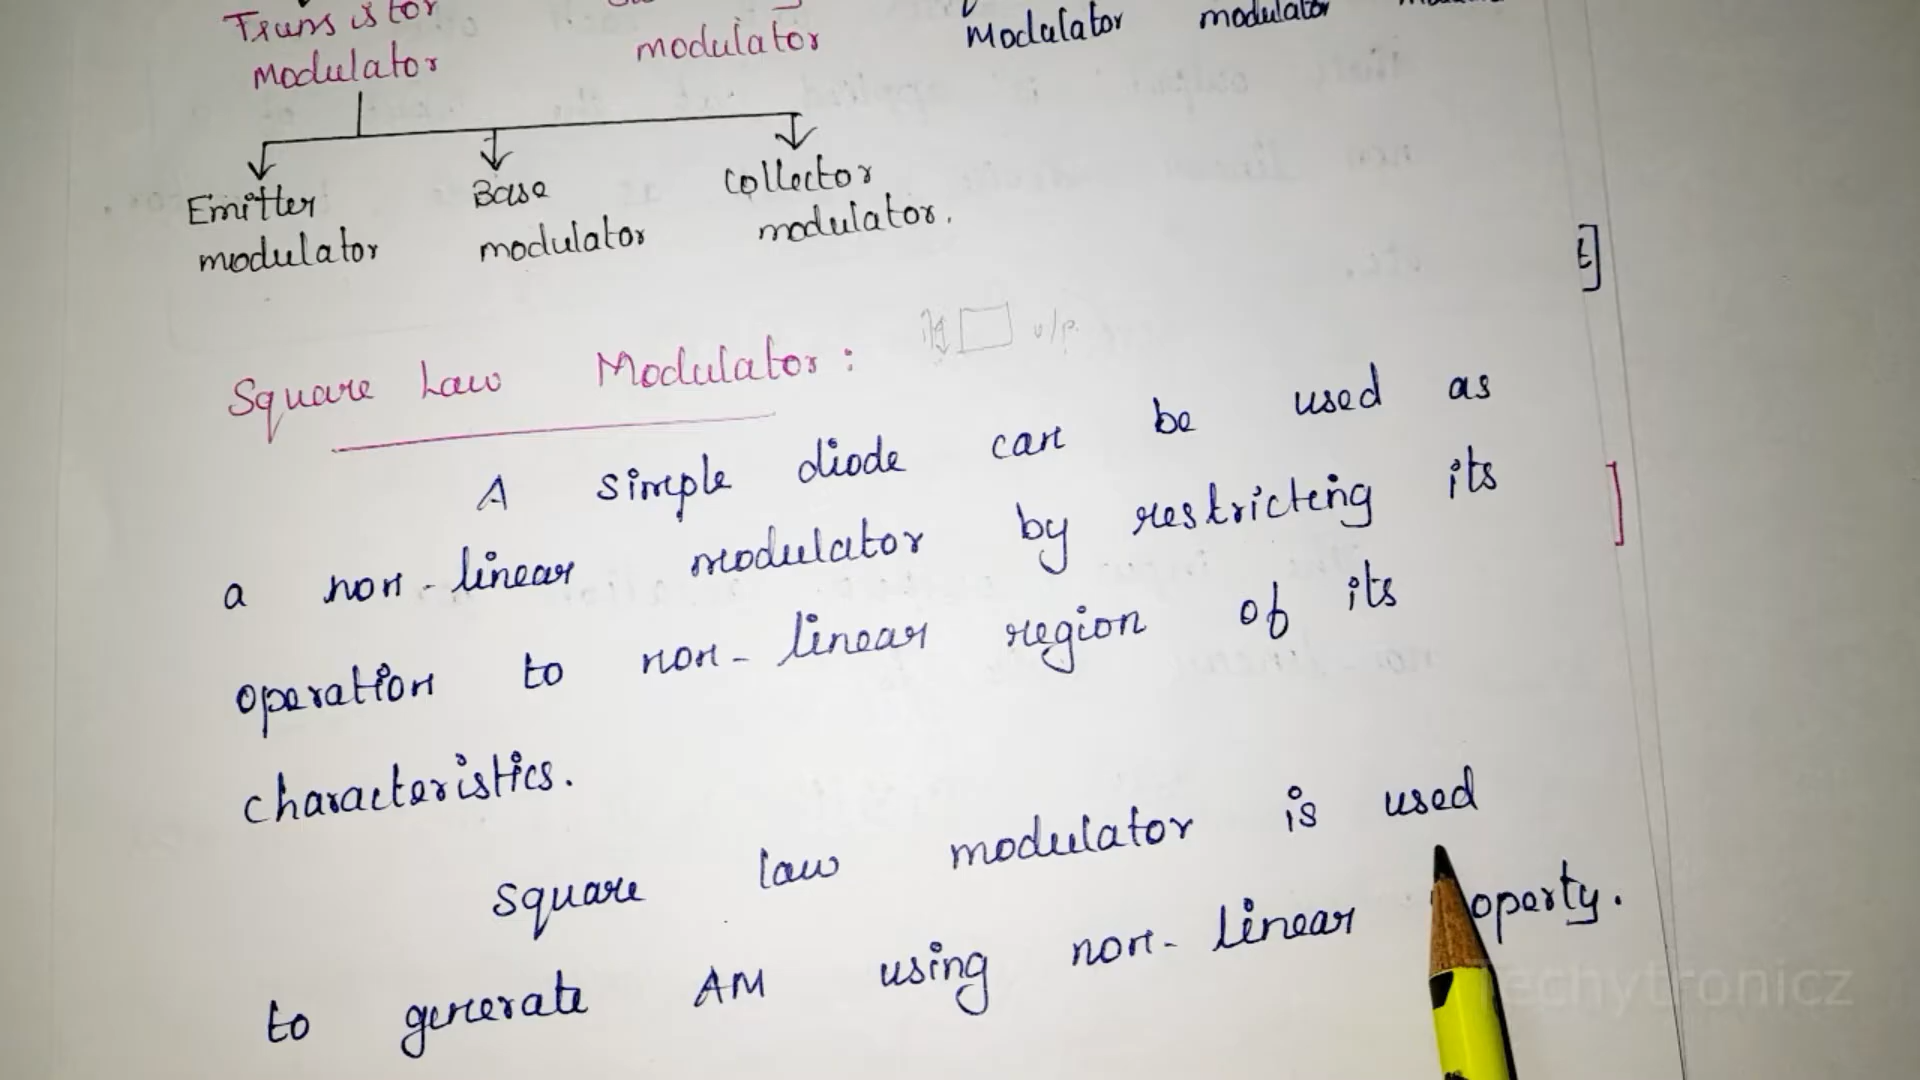 Transistor
Modulator
modulator
Modulator
modulator
Emitter
modulator
Base
modulator
Collector
modulator.
Square Law Modulator:
o/p.
A simple diode can be used as
a non-linear modulator by restricting its
operation to non-linear region of its
characteristics.
Square law modulator is used
to generate AM using non-linear operty.
Techytronicz